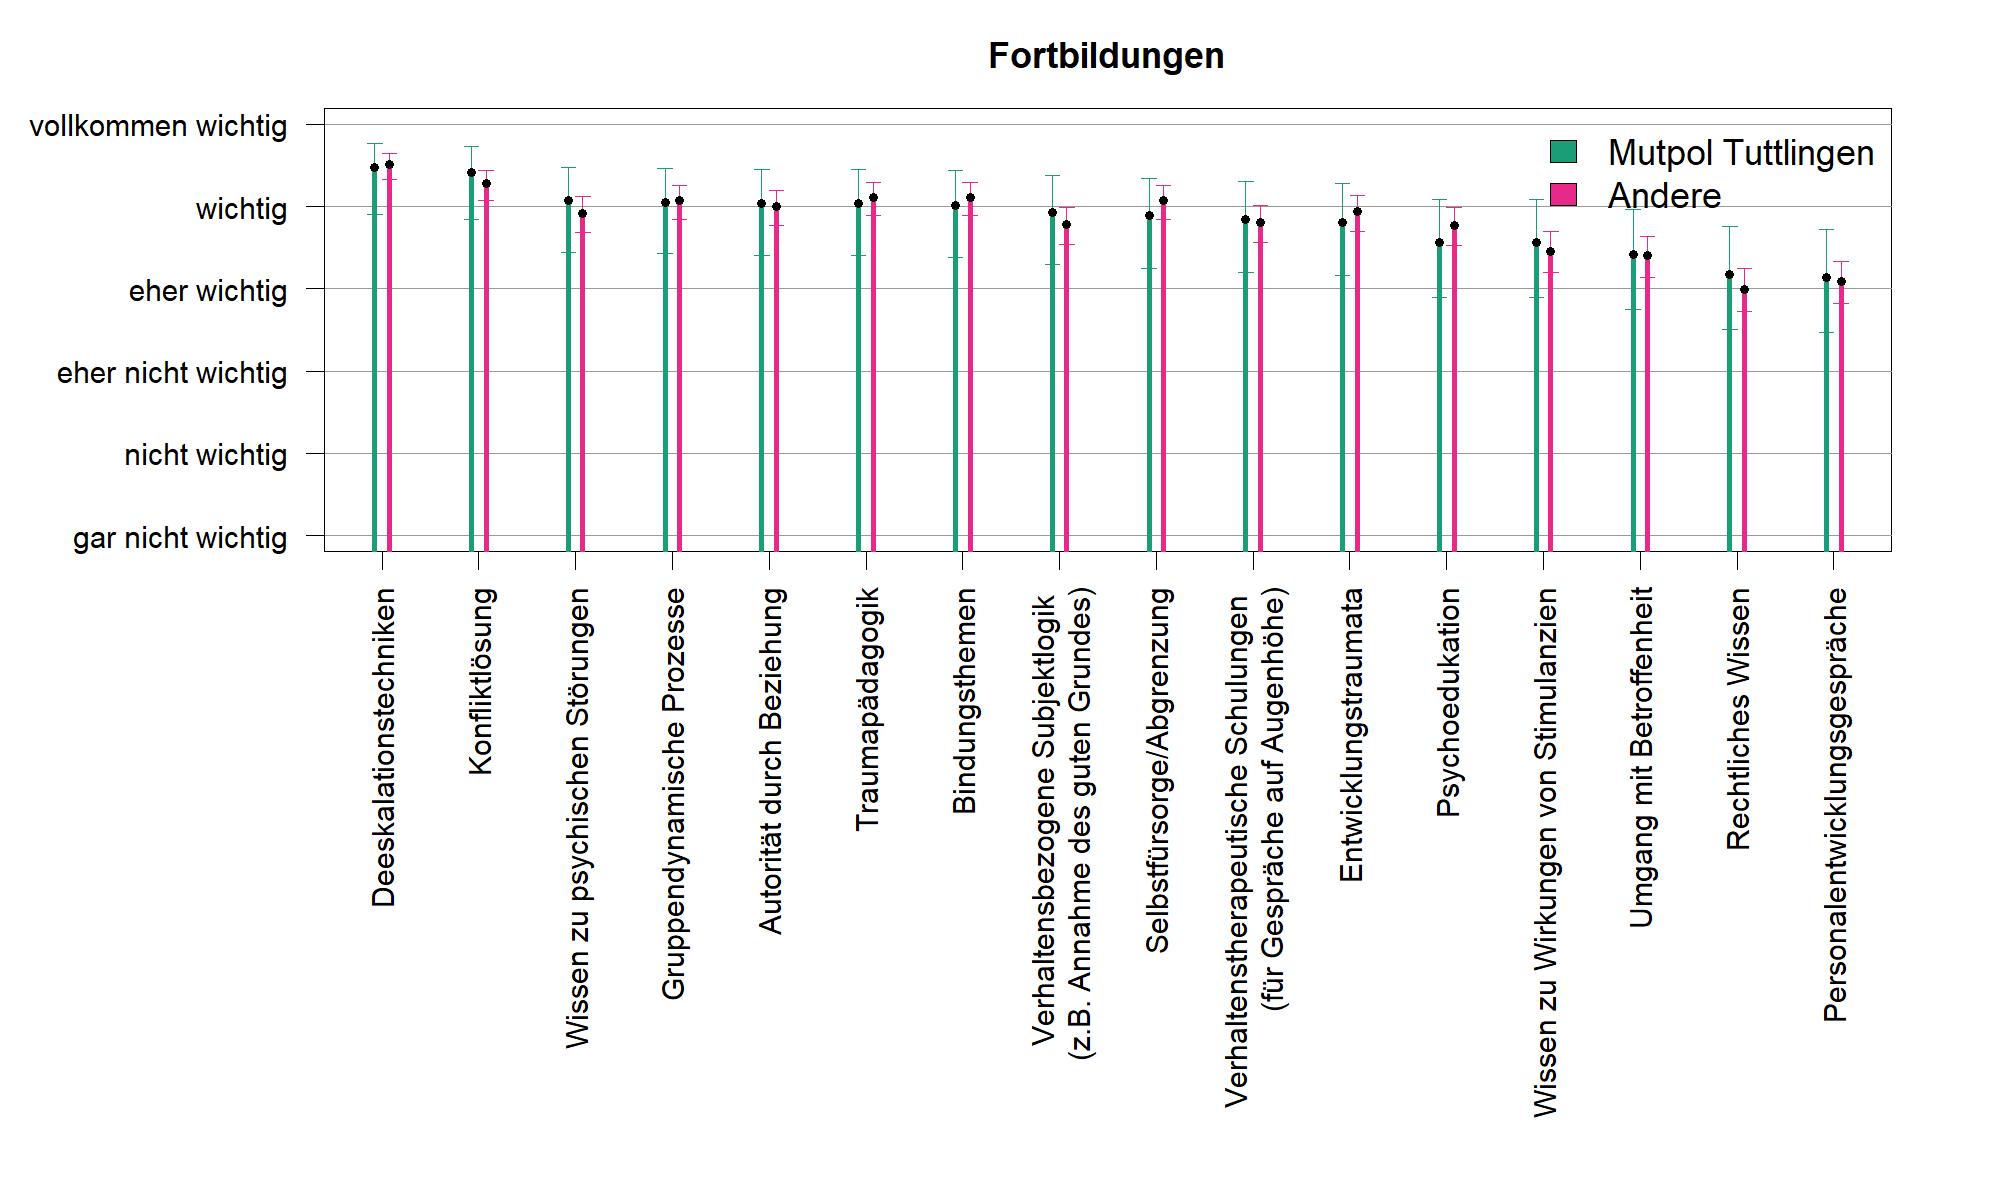 Fortbildungen
vollkommen wichtig
wichtig
eher wichtig
eher nicht wichtig
nicht wichtig
gar nicht wichtig
Mutpol Tuttlingen
Andere
Deeskalationstechniken
Konfliktlösung
Wissen zu psychischen Störungen
Gruppendynamische Prozesse
Autorität durch Beziehung
Traumapädagogik
Bindungsthemen
Verhaltensbezogene Subjektlogik
(z.B. Annahme des guten Grundes)
Selbstfürsorge/Abgrenzung
Verhaltenstherapeutische Schulungen
(für Gespräche auf Augenhöhe)
Entwicklungstraumata
Psychoedukation
Wissen zu Wirkungen von Stimulanzien
Umgang mit Betroffenheit
Rechtliches Wissen
Personalentwicklungsgespräche